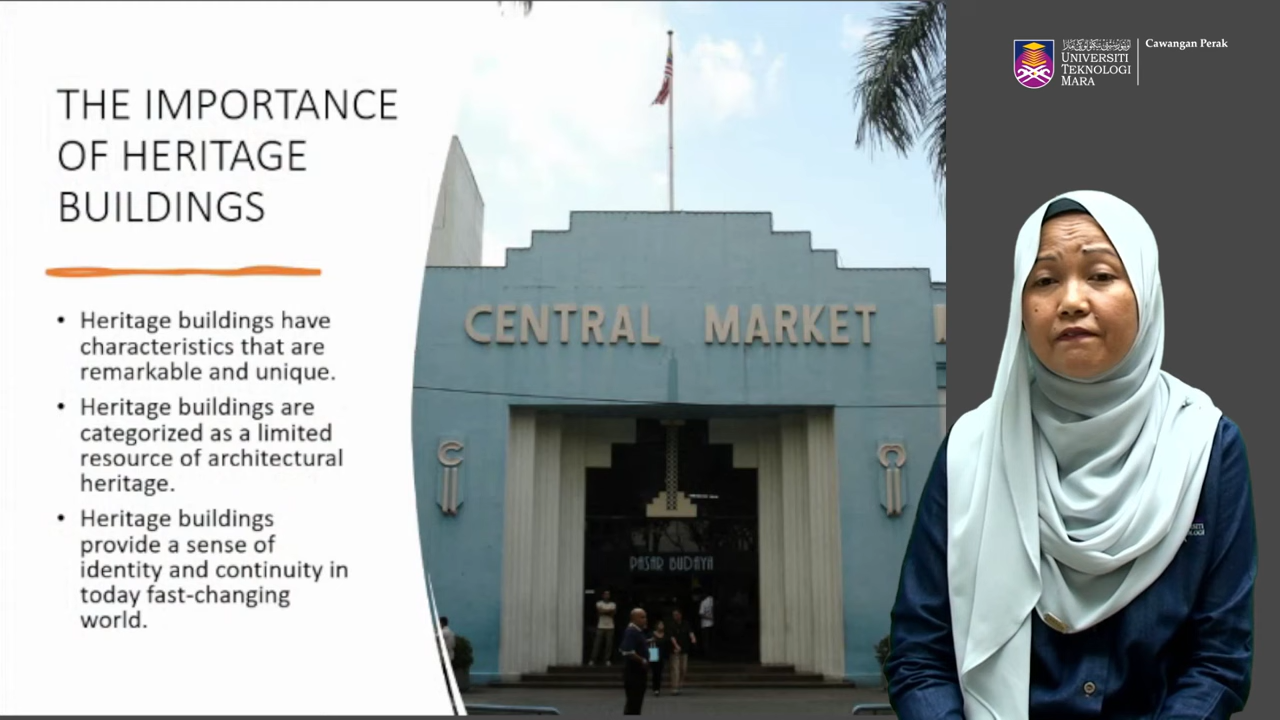 THE IMPORTANCE
OF HERITAGE
BUILDINGS
• Heritage buildings have
characteristics that are
remarkable and unique.
• Heritage buildings are
categorized as a limited
resource of architectural
heritage.
• Heritage buildings
provide a sense of
identity and continuity in
today fast-changing
world.
CENTRAL MARKET
PASAR BUDAYA
UNIVERSITI
TEKNOLOGI
MARA
Cawangan Perak